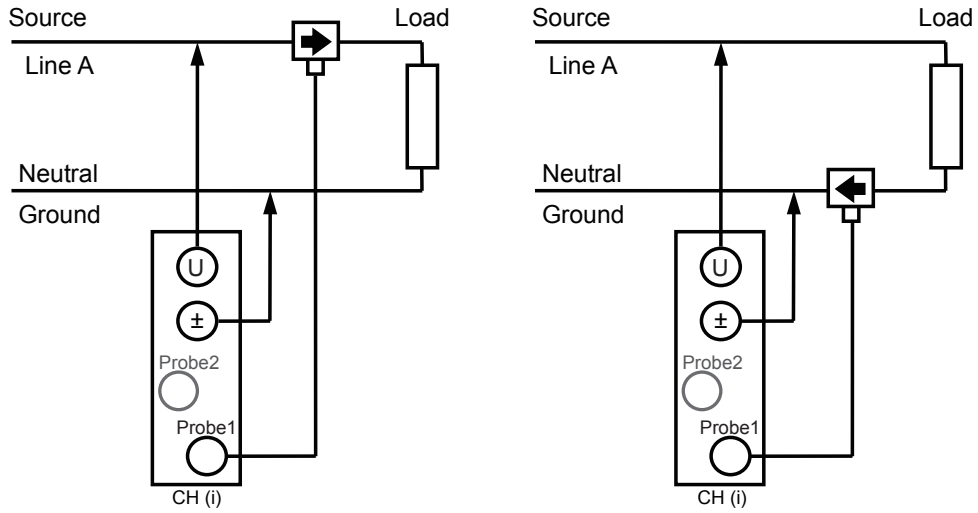 Source Load
Line A
Neutral
Ground
U
±
Probe2
Probe1
CH (i)
Source Load
Line A
Neutral
Ground
U
±
Probe2
Probe1
CH (i)